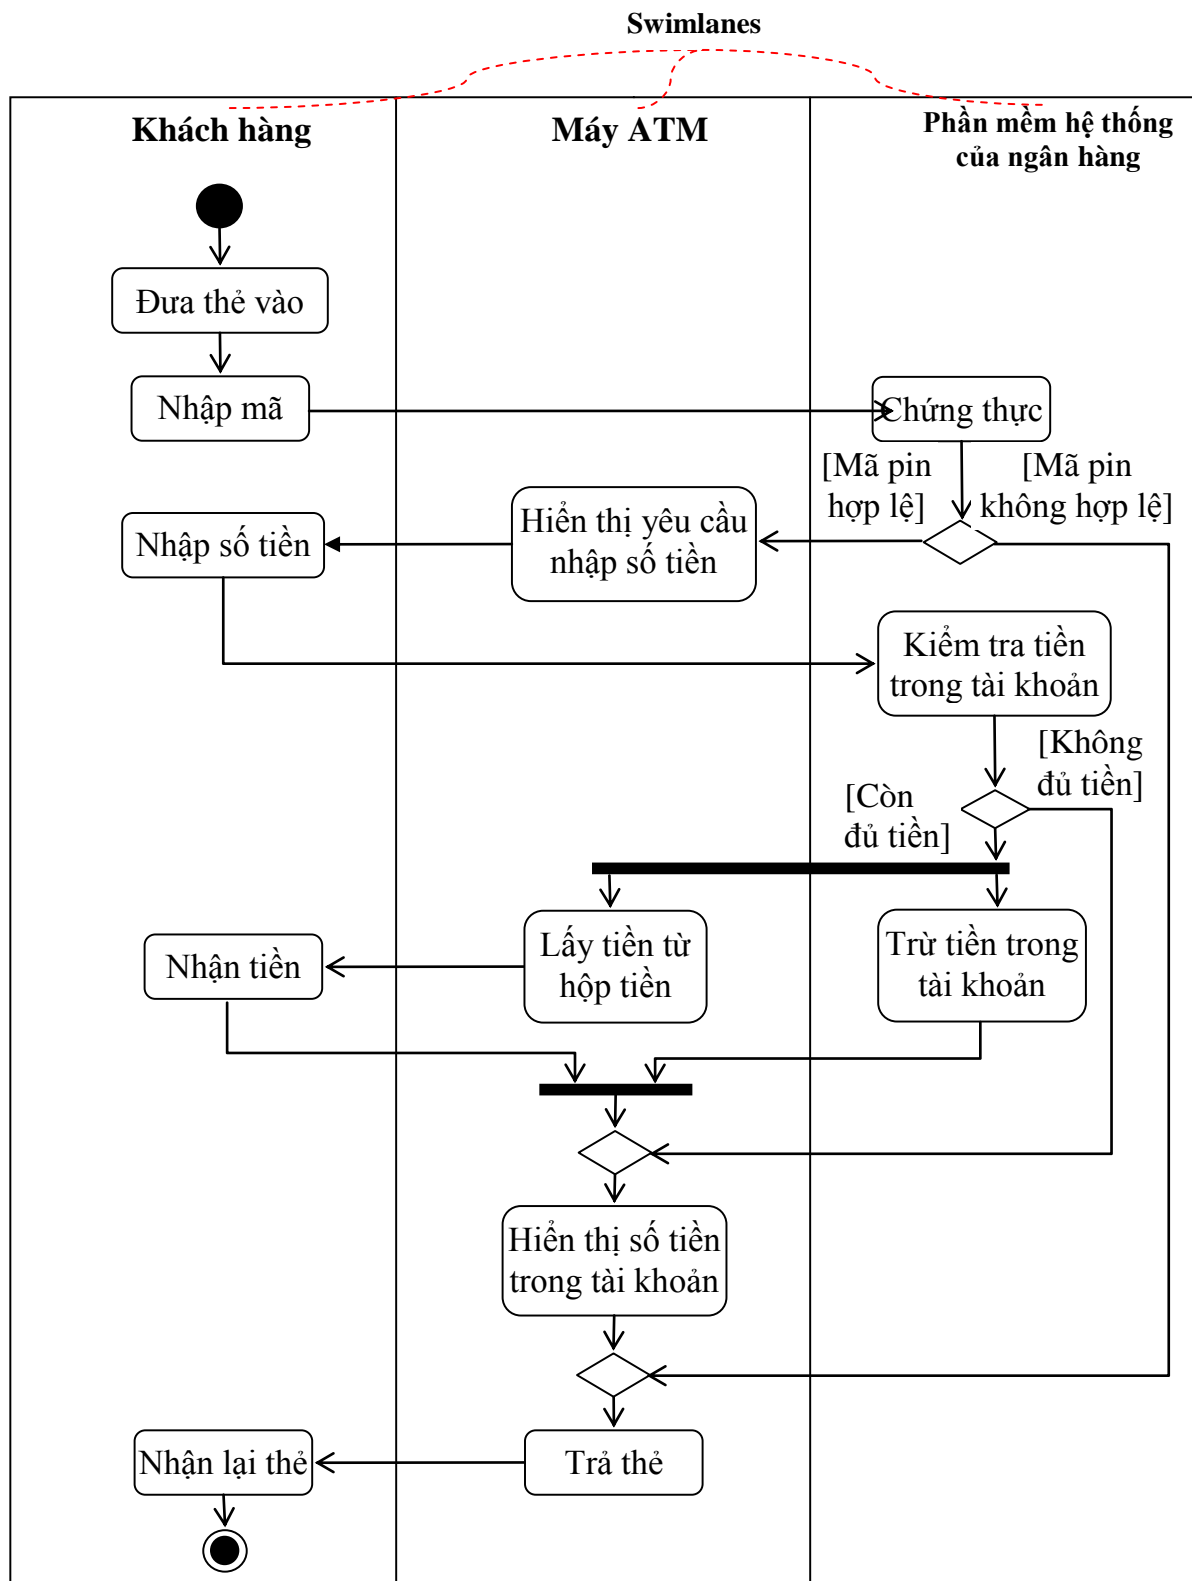 Swimlanes
Khách hàng
Máy ATM
Phần mềm hệ thống
của ngân hàng
Đưa thẻ vào
Nhập mã
Chứng thực
[Mã pin
hợp lệ]
[Mã pin
không hợp lệ]
Nhập số tiền
Hiển thị yêu cầu
nhập số tiền
Kiểm tra tiền
trong tài khoản
[Không
đủ tiền]
[Còn
đủ tiền]
Nhận tiền
Lấy tiền từ
hộp tiền
Trừ tiền trong
tài khoản
Hiển thị số tiền
trong tài khoản
Nhận lại thẻ
Trả thẻ